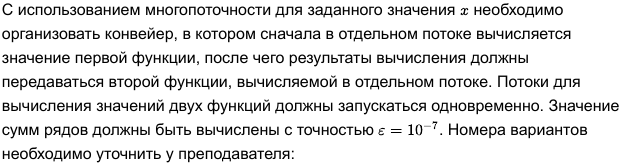 С использованием многопоточности для заданного значения x необходимо
организовать конвейер, в котором сначала в отдельном потоке вычисляется
значение первой функции, после чего результаты вычисления должны
передаваться второй функции, вычисляемой в отдельном потоке. Потоки для
вычисления значений двух функций должны запускаться одновременно. Значение
сумм рядов должны быть вычислены с точностью ε = 10⁻⁷. Номера вариантов
необходимо уточнить у преподавателя: